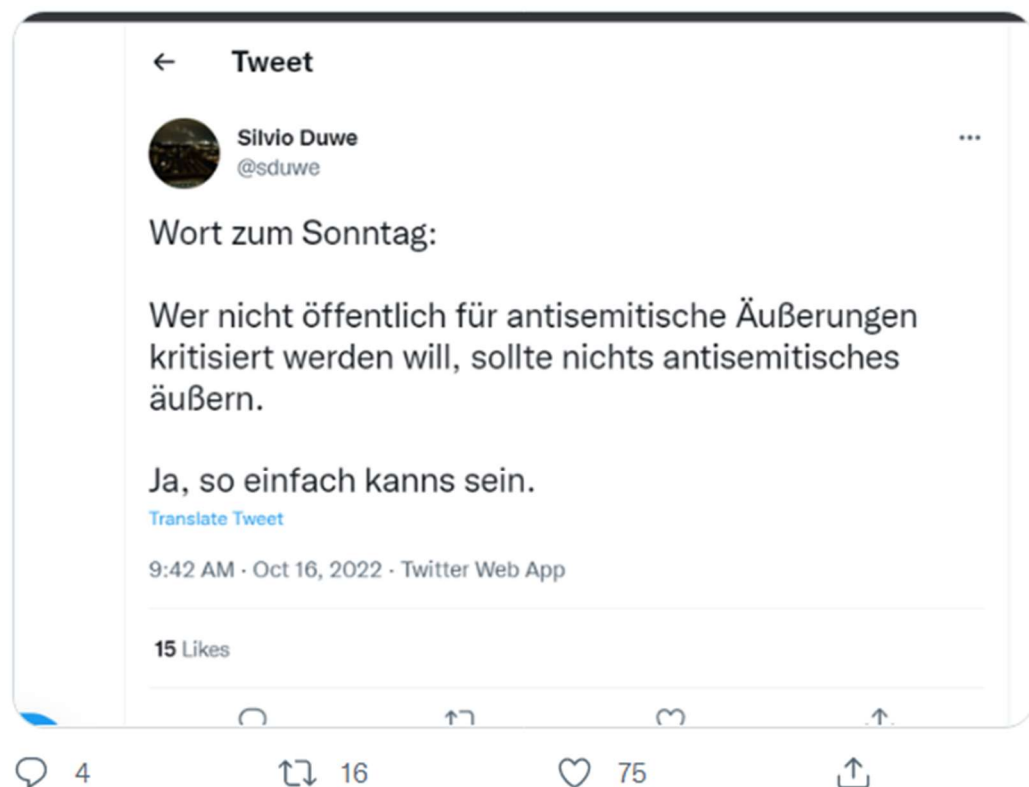 Tweet
Silvio Duwe
@sduwe
Wort zum Sonntag:
Wer nicht öffentlich für antisemitische Äußerungen
kritisiert werden will, sollte nichts antisemitisches
äußern.
Ja, so einfach kanns sein.
Translate Tweet
9:42 AM · Oct 16, 2022 · Twitter Web App
15 Likes
4 16 75